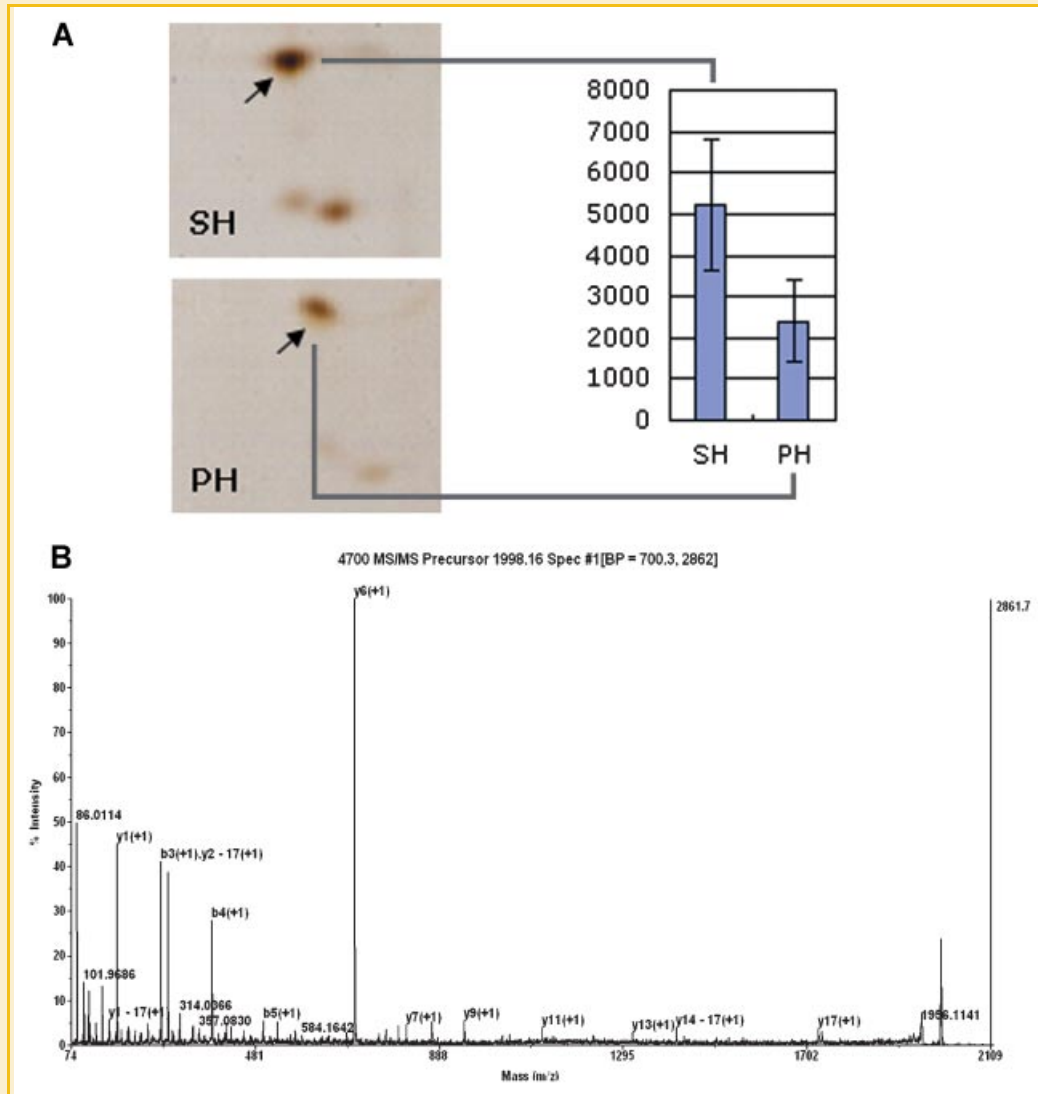 A
SH
PH
8000
7000
6000
5000
4000
3000
2000
1000
0
SH PH
B
4700 MS/MS Precursor 1998.16 Spec #1[BP = 700.3, 2862]
y6(+1)
100
2861.7
90
80
70
60
50
86.0114
y1(+1)
40
b3(+1).y2 - 17(+1)
30
b4(+1)
20
101.9686
10
y1 - 17(+1)
314.0366
357.0830
b5(+1)
584.1642
y7(+1)
y9(+1)
y11(+1)
y13(+1)
y14 - 17(+1)
y17(+1)
1956.1141
0
% Intensity
74 481 888 1295 1702 2109
Mass (m/z)